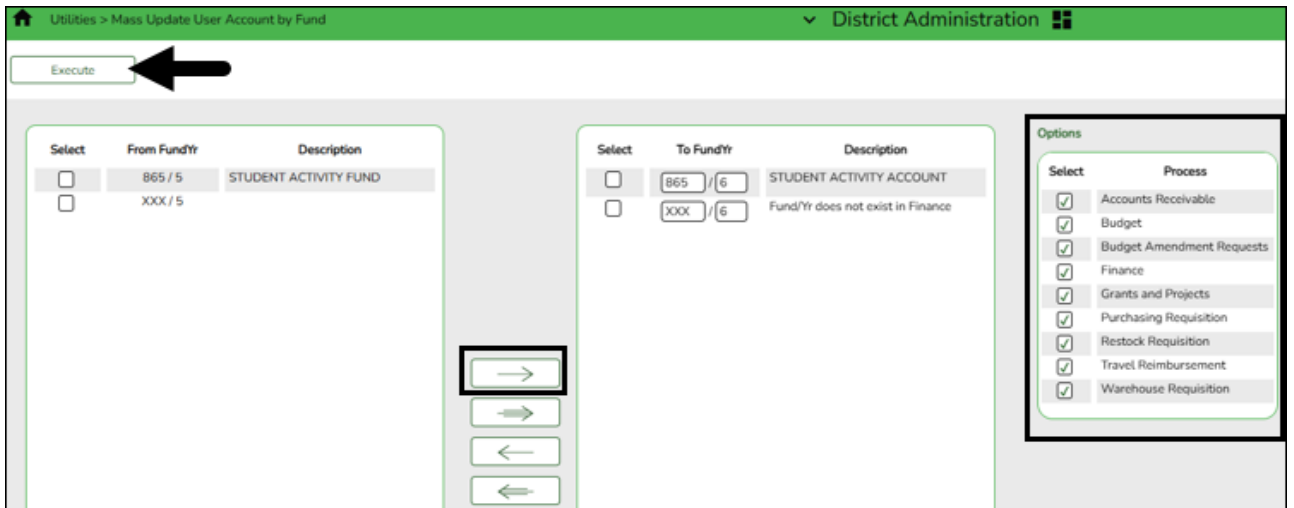 Utilities > Mass Update User Account by Fund
District Administration
Execute
Select From FundYr Description
865 / 5 STUDENT ACTIVITY FUND
XXX / 5
Select To FundYr Description
865 / 6 STUDENT ACTIVITY ACCOUNT
XXX / 6 Fund/Yr does not exist in Finance
Options
Select Process
Accounts Receivable
Budget
Budget Amendment Requests
Finance
Grants and Projects
Purchasing Requisition
Restock Requisition
Travel Reimbursement
Warehouse Requisition